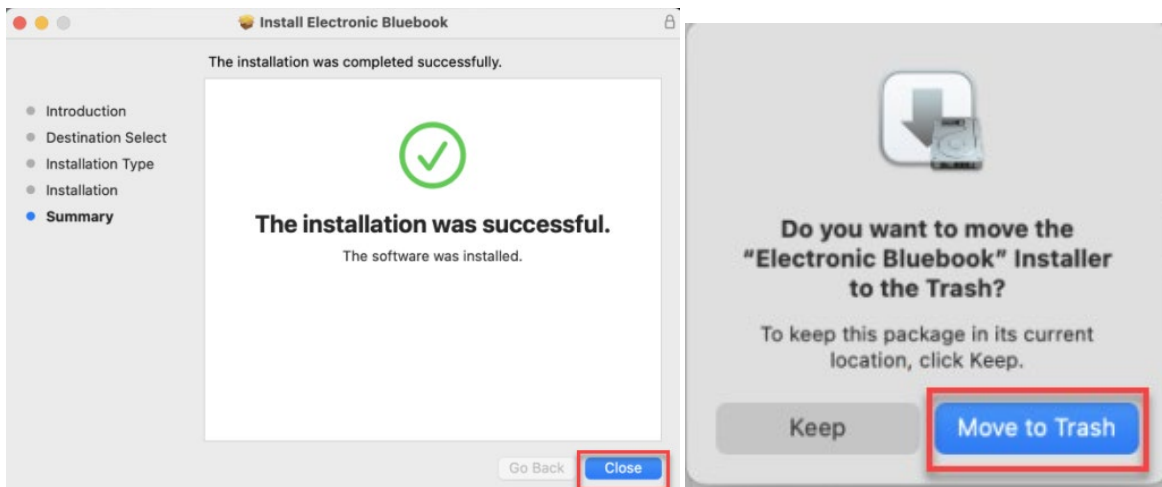 Install Electronic Bluebook
The installation was completed successfully.
Introduction
Destination Select
Installation Type
Installation
Summary
The installation was successful.
The software was installed.
Go Back
Close
Do you want to move the
“Electronic Bluebook” Installer
to the Trash?
To keep this package in its current
location, click Keep.
Keep
Move to Trash